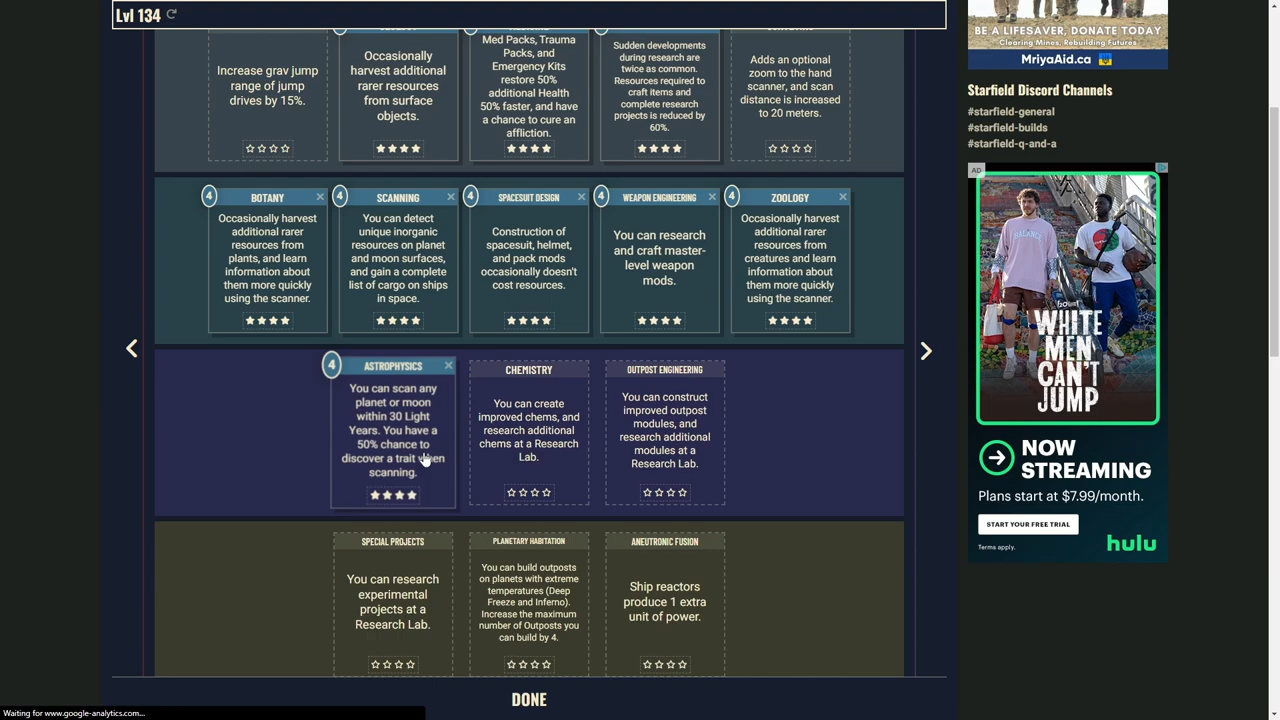 Lvl 134
Increase grav jump
range of jump
drives by 15%.
Occasionally
harvest additional
rarer resources
from surface
objects.
Med Packs, Trauma
Packs, and
Emergency Kits
restore 50%
additional Health
50% faster, and have
a chance to cure an
affliction.
Sudden developments
during research are
twice as common.
Resources required to
craft items and
complete research
projects is reduced by
60%.
Adds an optional
zoom to the hand
scanner, and scan
distance is increased
to 20 meters.
4
BOTANY
Occasionally harvest
additional rarer
resources from
plants, and learn
information about
them more quickly
using the scanner.
4
SCANNING
You can detect
unique inorganic
resources on planet
and moon surfaces,
and gain a complete
list of cargo on ships
in space.
4
SPACESUIT DESIGN
Construction of
spacesuit, helmet,
and pack mods
occasionally doesn't
cost resources.
4
WEAPON ENGINEERING
You can research
and craft master-
level weapon
mods.
4
ZOOLOGY
Occasionally harvest
additional rarer
resources from
creatures and learn
information about
them more quickly
using the scanner.
4
ASTROPHYSICS
You can scan any
planet or moon
within 30 Light
Years. You have a
50% chance to
discover a trait when
scanning.
CHEMISTRY
You can create
improved chems, and
research additional
chems at a Research
Lab.
OUTPOST ENGINEERING
You can construct
improved outpost
modules, and
research additional
modules at a
Research Lab.
SPECIAL PROJECTS
You can research
experimental
projects at a
Research Lab.
PLANETARY HABITATION
You can build outposts
on planets with extreme
temperatures (Deep
Freeze and Inferno).
Increase the maximum
number of Outposts you
can build by 4.
ANEUTRONIC FUSION
Ship reactors
produce 1 extra
unit of power.
DONE
Waiting for www.google-analytics.com...
BE A LIFESAVER, DONATE TODAY
Clearing Mines. Rebuilding Futures
MriyaAid.ca
Starfield Discord Channels
#starfield-general
#starfield-builds
#starfield-q-and-a
AD
WHITE
MEN
CAN'T
JUMP
NOW
STREAMING
Plans start at $7.99/month.
START YOUR FREE TRIAL
Terms apply.
hulu